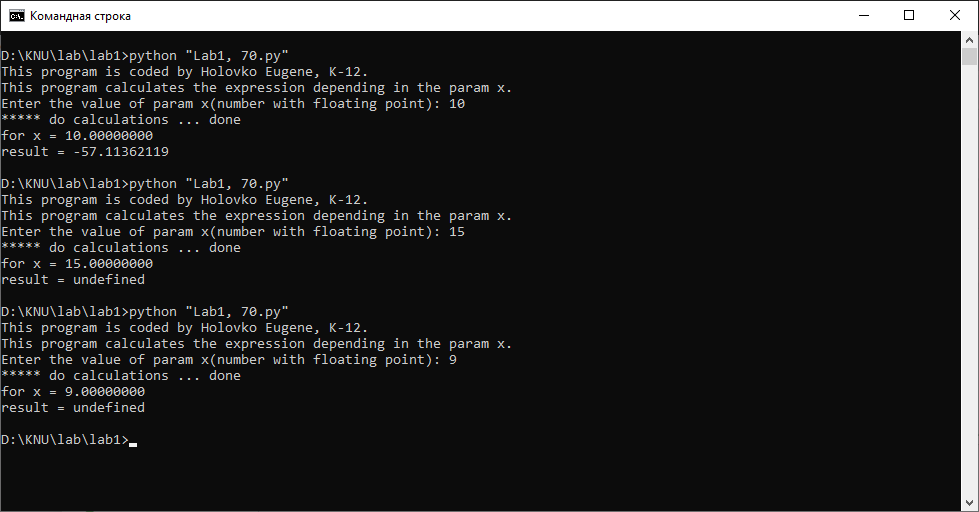 Командная строка
D:\KNU\lab\lab1>python "Lab1, 70.py"
This program is coded by Holovko Eugene, K-12.
This program calculates the expression depending in the param x.
Enter the value of param x(number with floating point): 10
***** do calculations ... done
for x = 10.00000000
result = -57.11362119
D:\KNU\lab\lab1>python "Lab1, 70.py"
This program is coded by Holovko Eugene, K-12.
This program calculates the expression depending in the param x.
Enter the value of param x(number with floating point): 15
***** do calculations ... done
for x = 15.00000000
result = undefined
D:\KNU\lab\lab1>python "Lab1, 70.py"
This program is coded by Holovko Eugene, K-12.
This program calculates the expression depending in the param x.
Enter the value of param x(number with floating point): 9
***** do calculations ... done
for x = 9.00000000
result = undefined
D:\KNU\lab\lab1>